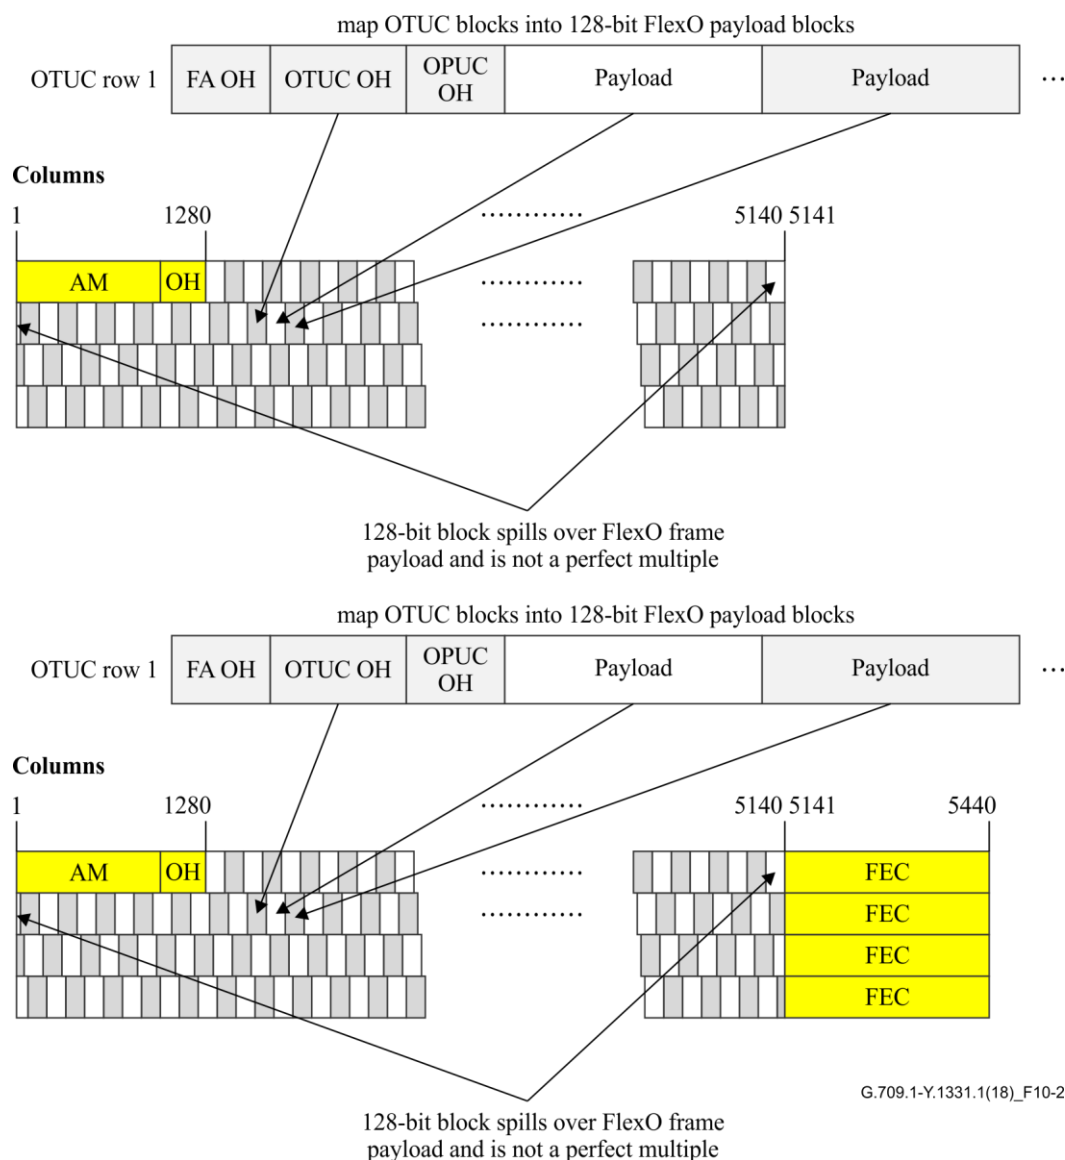 map OTUC blocks into 128-bit FlexO payload blocks
OTUC row 1
FA OH
OTUC OH
OPUC
OH
Payload
Payload
...
Columns
1
1280
............
5140 5141
AM
OH
............
............
128-bit block spills over FlexO frame
payload and is not a perfect multiple
map OTUC blocks into 128-bit FlexO payload blocks
OTUC row 1
FA OH
OTUC OH
OPUC
OH
Payload
Payload
...
Columns
1
1280
............
5140 5141
5440
AM
OH
............
FEC
............
FEC
FEC
FEC
G.709.1-Y.1331.1(18)_F10-2
128-bit block spills over FlexO frame
payload and is not a perfect multiple